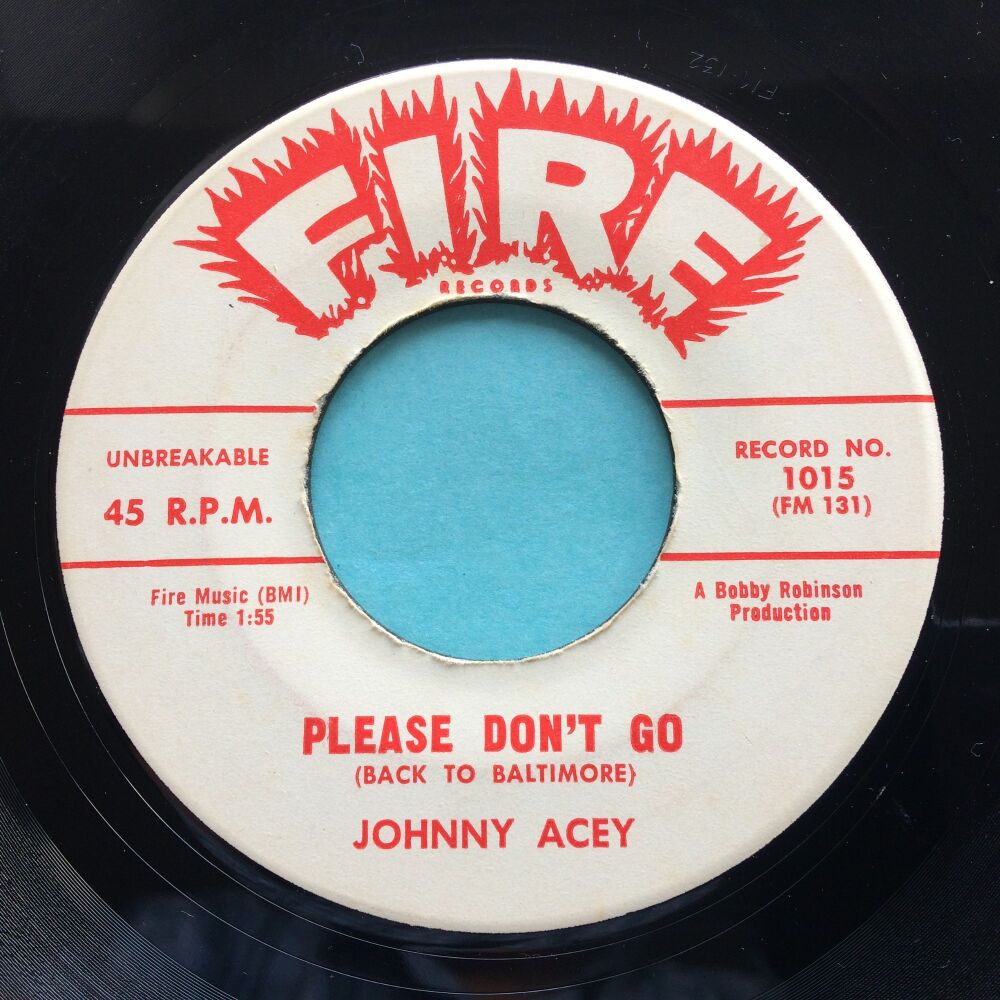 FIRE
RECORDS
UNBREAKABLE
45 R.P.M.
RECORD NO.
1015
(FM 131)
Fire Music (BMI)
Time 1:55
A Bobby Robinson
Production
PLEASE DON'T GO
(BACK TO BALTIMORE)
JOHNNY ACEY